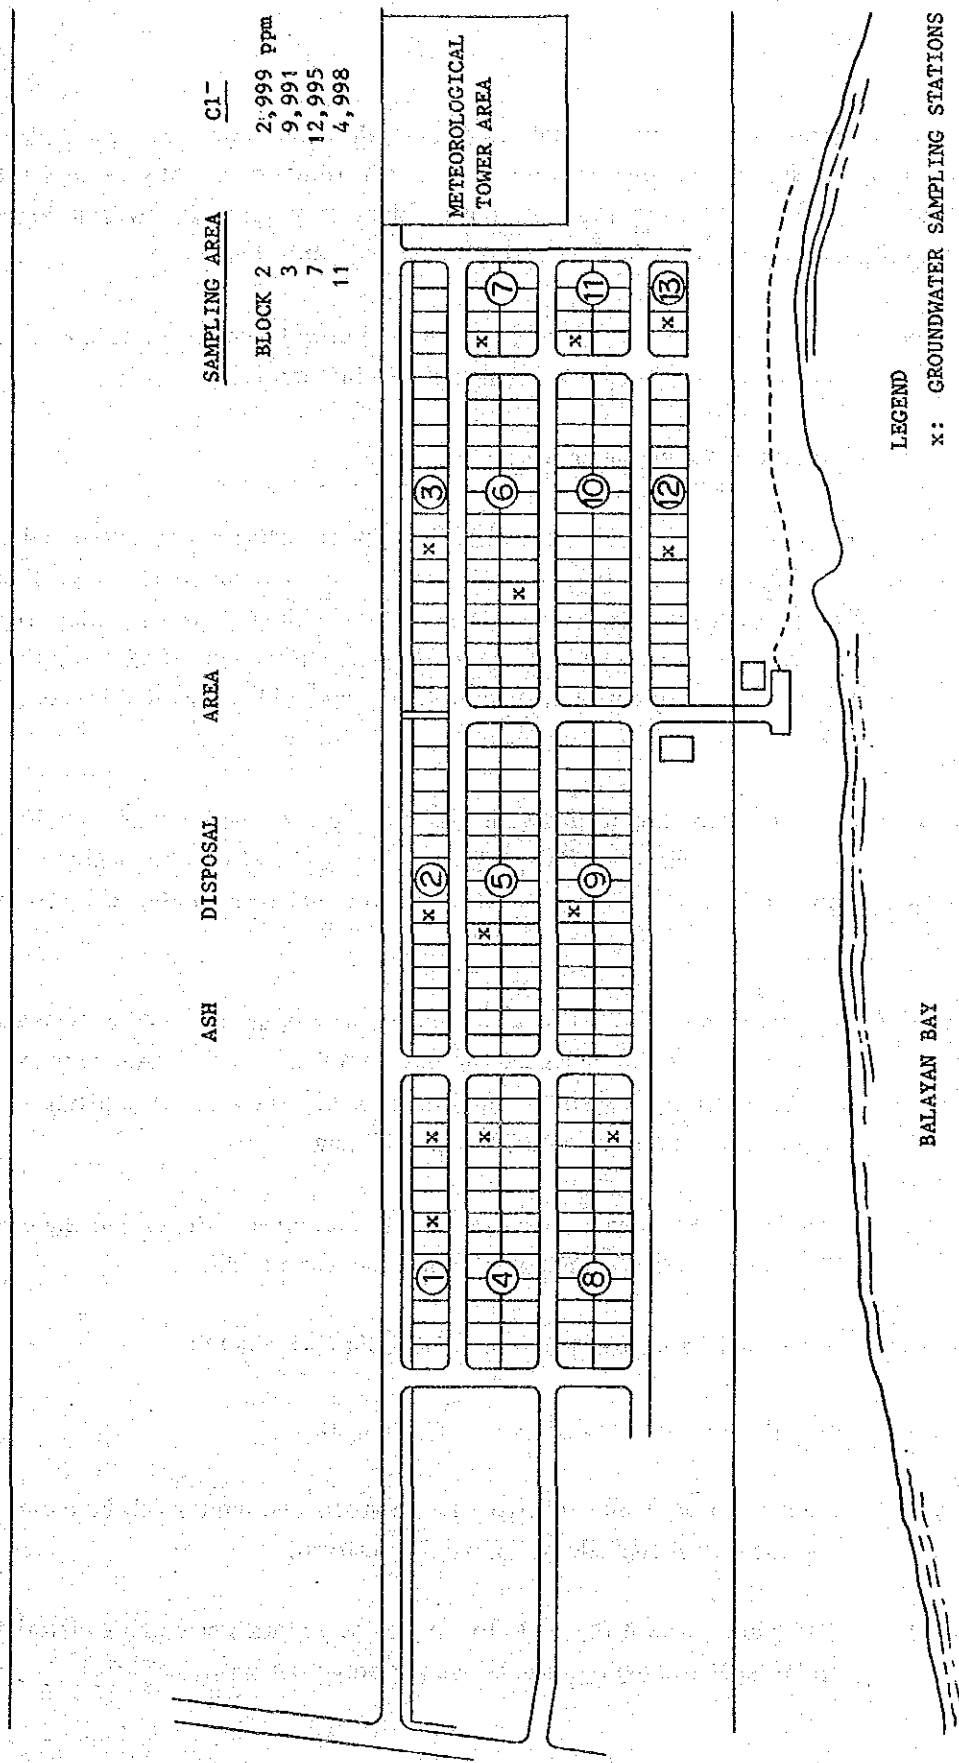 SAMPLING AREA Cl-
BLOCK 2 2,999 ppm
3 9,991
7 12,995
11 4,998
ASH DISPOSAL AREA
METEOROLOGICAL
TOWER AREA
1 2 3
4 5 6 7
8 9 10 11
12 13
x x x x
x x x x
x x x
x x
LEGEND
x: GROUNDWATER SAMPLING STATIONS
BALAYAN BAY